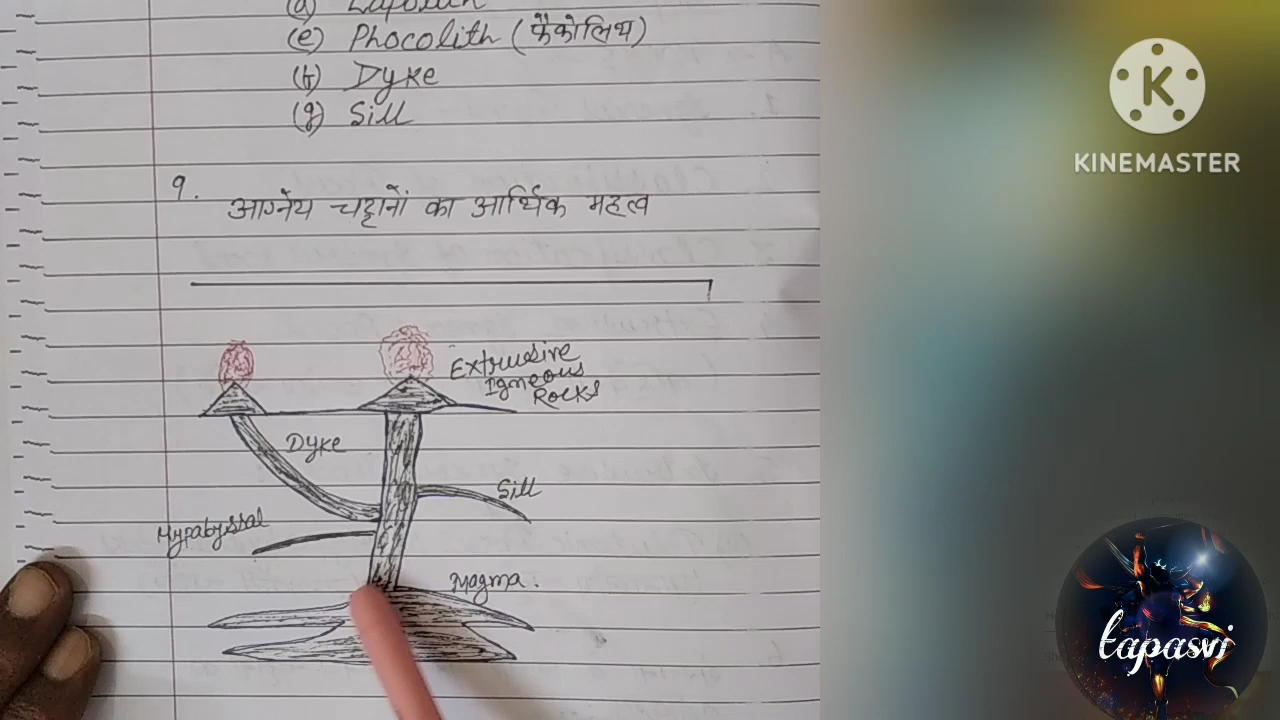 (e) Phocolith (फैकोलिथ)
(f) Dyke
(g) Sill
9. आग्नेय चट्टानों का आर्थिक महत्व
Extrusive
Igneous
Rocks
Dyke
Sill
Hypabyssal
Magma.
KINEMASTER
tapasvi